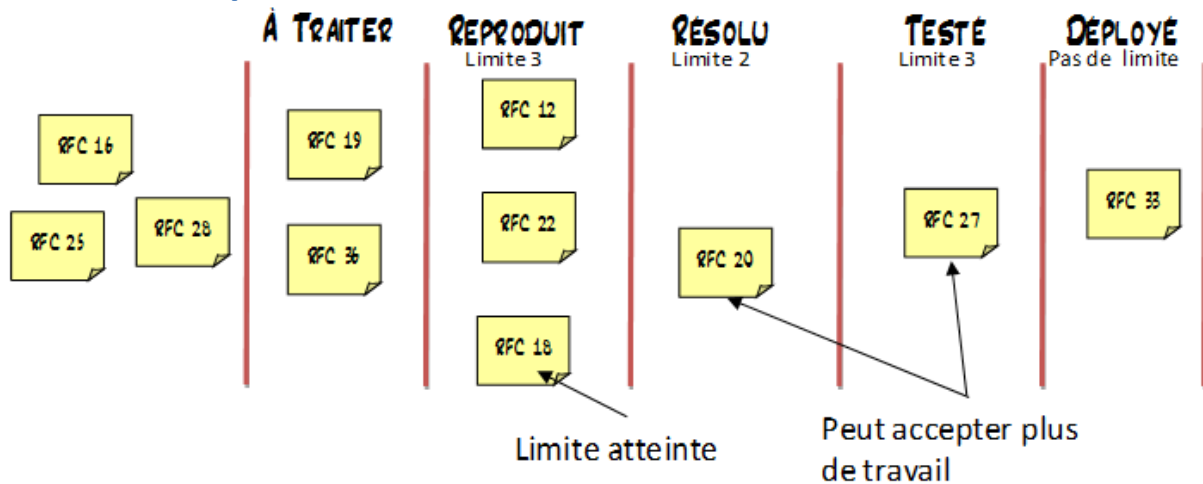 À TRAITER
REPRODUIT
Limite 3
RÉSOLU
Limite 2
TESTÉ
Limite 3
DÉPLOYÉ
Pas de limite
RFC 16
RFC 25
RFC 28
RFC 19
RFC 36
RFC 12
RFC 22
RFC 18
RFC 20
RFC 27
RFC 33
Limite atteinte
Peut accepter plus
de travail